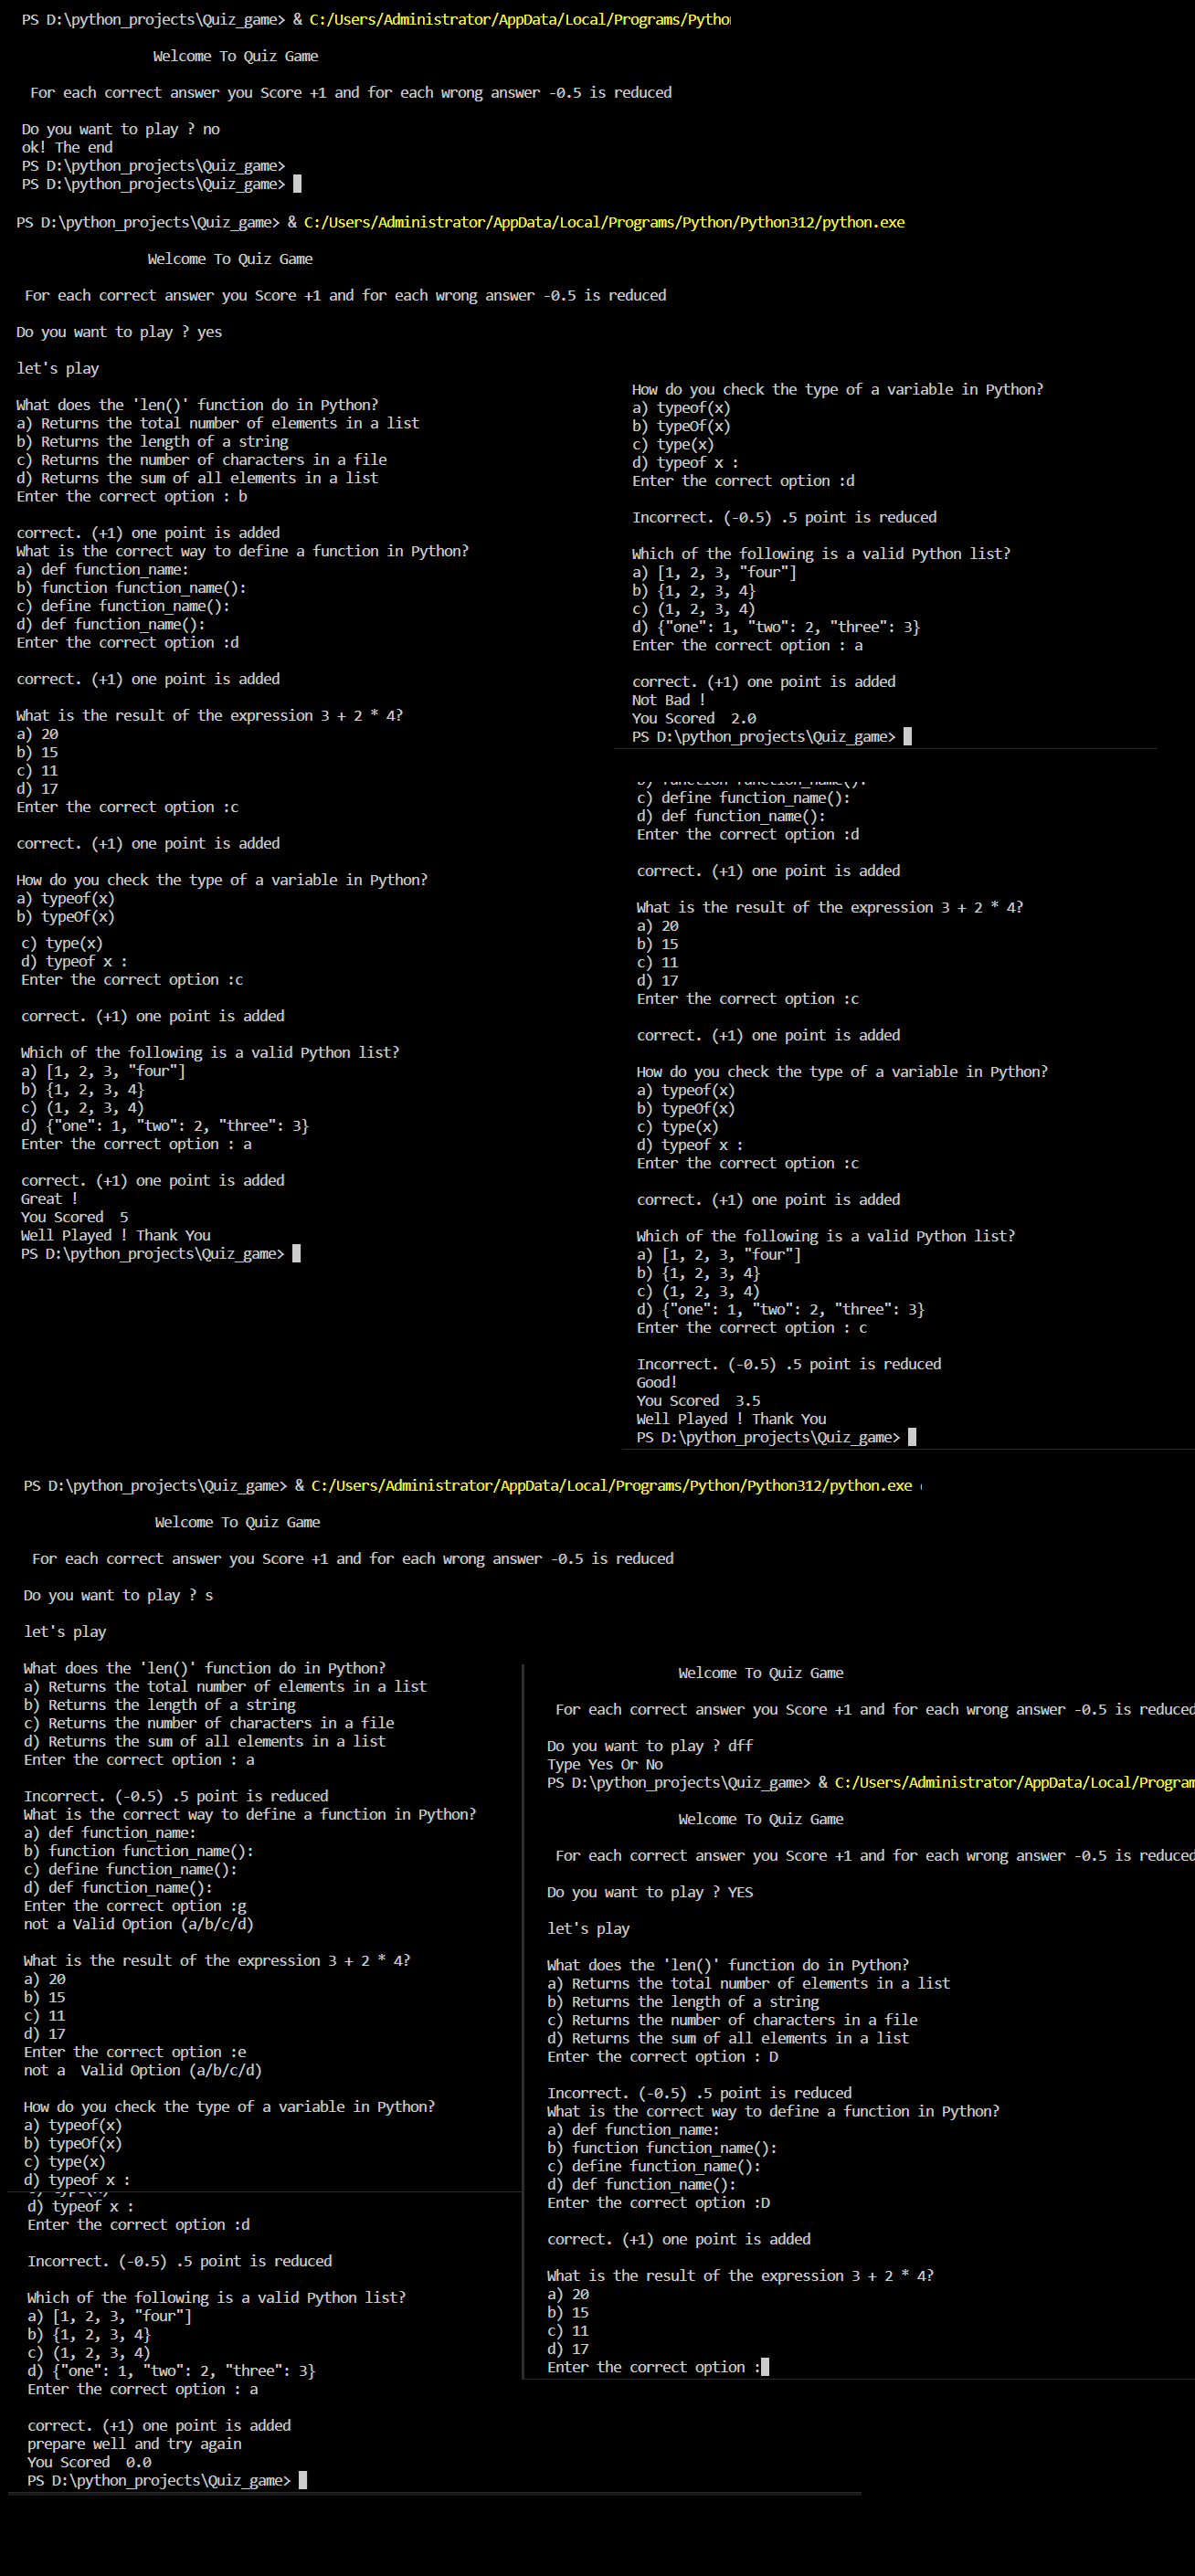 PS D:\python_projects\Quiz_game> & C:/Users/Administrator/AppData/Local/Programs/Pytho
Welcome To Quiz Game
For each correct answer you Score +1 and for each wrong answer -0.5 is reduced
Do you want to play ? no
ok! The end
PS D:\python_projects\Quiz_game>
PS D:\python_projects\Quiz_game>
PS D:\python_projects\Quiz_game> & C:/Users/Administrator/AppData/Local/Programs/Python/Python312/python.exe
Welcome To Quiz Game
For each correct answer you Score +1 and for each wrong answer -0.5 is reduced
Do you want to play ? yes
let's play
What does the 'len()' function do in Python?
a) Returns the total number of elements in a list
b) Returns the length of a string
c) Returns the number of characters in a file
d) Returns the sum of all elements in a list
Enter the correct option : b
correct. (+1) one point is added
What is the correct way to define a function in Python?
a) def function_name:
b) function function_name():
c) define function_name():
d) def function_name():
Enter the correct option :d
correct. (+1) one point is added
What is the result of the expression 3 + 2 * 4?
a) 20
b) 15
c) 11
d) 17
Enter the correct option :c
correct. (+1) one point is added
How do you check the type of a variable in Python?
a) typeof(x)
b) typeOf(x)
c) type(x)
d) typeof x :
Enter the correct option :c
correct. (+1) one point is added
Which of the following is a valid Python list?
a) [1, 2, 3, "four"]
b) {1, 2, 3, 4}
c) (1, 2, 3, 4)
d) {"one": 1, "two": 2, "three": 3}
Enter the correct option : a
correct. (+1) one point is added
Great !
You Scored  5
Well Played ! Thank You
PS D:\python_projects\Quiz_game>
How do you check the type of a variable in Python?
a) typeof(x)
b) typeOf(x)
c) type(x)
d) typeof x :
Enter the correct option :d
Incorrect. (-0.5) .5 point is reduced
Which of the following is a valid Python list?
a) [1, 2, 3, "four"]
b) {1, 2, 3, 4}
c) (1, 2, 3, 4)
d) {"one": 1, "two": 2, "three": 3}
Enter the correct option : a
correct. (+1) one point is added
Not Bad !
You Scored  2.0
PS D:\python_projects\Quiz_game>
b) function function_name():
c) define function_name():
d) def function_name():
Enter the correct option :d
correct. (+1) one point is added
What is the result of the expression 3 + 2 * 4?
a) 20
b) 15
c) 11
d) 17
Enter the correct option :c
correct. (+1) one point is added
How do you check the type of a variable in Python?
a) typeof(x)
b) typeOf(x)
c) type(x)
d) typeof x :
Enter the correct option :c
correct. (+1) one point is added
Which of the following is a valid Python list?
a) [1, 2, 3, "four"]
b) {1, 2, 3, 4}
c) (1, 2, 3, 4)
d) {"one": 1, "two": 2, "three": 3}
Enter the correct option : c
Incorrect. (-0.5) .5 point is reduced
Good!
You Scored  3.5
Well Played ! Thank You
PS D:\python_projects\Quiz_game>
PS D:\python_projects\Quiz_game> & C:/Users/Administrator/AppData/Local/Programs/Python/Python312/python.exe
Welcome To Quiz Game
For each correct answer you Score +1 and for each wrong answer -0.5 is reduced
Do you want to play ? s
let's play
What does the 'len()' function do in Python?
a) Returns the total number of elements in a list
b) Returns the length of a string
c) Returns the number of characters in a file
d) Returns the sum of all elements in a list
Enter the correct option : a
Incorrect. (-0.5) .5 point is reduced
What is the correct way to define a function in Python?
a) def function_name:
b) function function_name():
c) define function_name():
d) def function_name():
Enter the correct option :g
not a Valid Option (a/b/c/d)
What is the result of the expression 3 + 2 * 4?
a) 20
b) 15
c) 11
d) 17
Enter the correct option :e
not a  Valid Option (a/b/c/d)
How do you check the type of a variable in Python?
a) typeof(x)
b) typeOf(x)
c) type(x)
d) typeof x :
c) type(x)
d) typeof x :
Enter the correct option :d
Incorrect. (-0.5) .5 point is reduced
Which of the following is a valid Python list?
a) [1, 2, 3, "four"]
b) {1, 2, 3, 4}
c) (1, 2, 3, 4)
d) {"one": 1, "two": 2, "three": 3}
Enter the correct option : a
correct. (+1) one point is added
prepare well and try again
You Scored  0.0
PS D:\python_projects\Quiz_game>
Welcome To Quiz Game
For each correct answer you Score +1 and for each wrong answer -0.5 is reduced
Do you want to play ? dff
Type Yes Or No
PS D:\python_projects\Quiz_game> & C:/Users/Administrator/AppData/Local/Program
Welcome To Quiz Game
For each correct answer you Score +1 and for each wrong answer -0.5 is reduced
Do you want to play ? YES
let's play
What does the 'len()' function do in Python?
a) Returns the total number of elements in a list
b) Returns the length of a string
c) Returns the number of characters in a file
d) Returns the sum of all elements in a list
Enter the correct option : D
Incorrect. (-0.5) .5 point is reduced
What is the correct way to define a function in Python?
a) def function_name:
b) function function_name():
c) define function_name():
d) def function_name():
Enter the correct option :D
correct. (+1) one point is added
What is the result of the expression 3 + 2 * 4?
a) 20
b) 15
c) 11
d) 17
Enter the correct option :